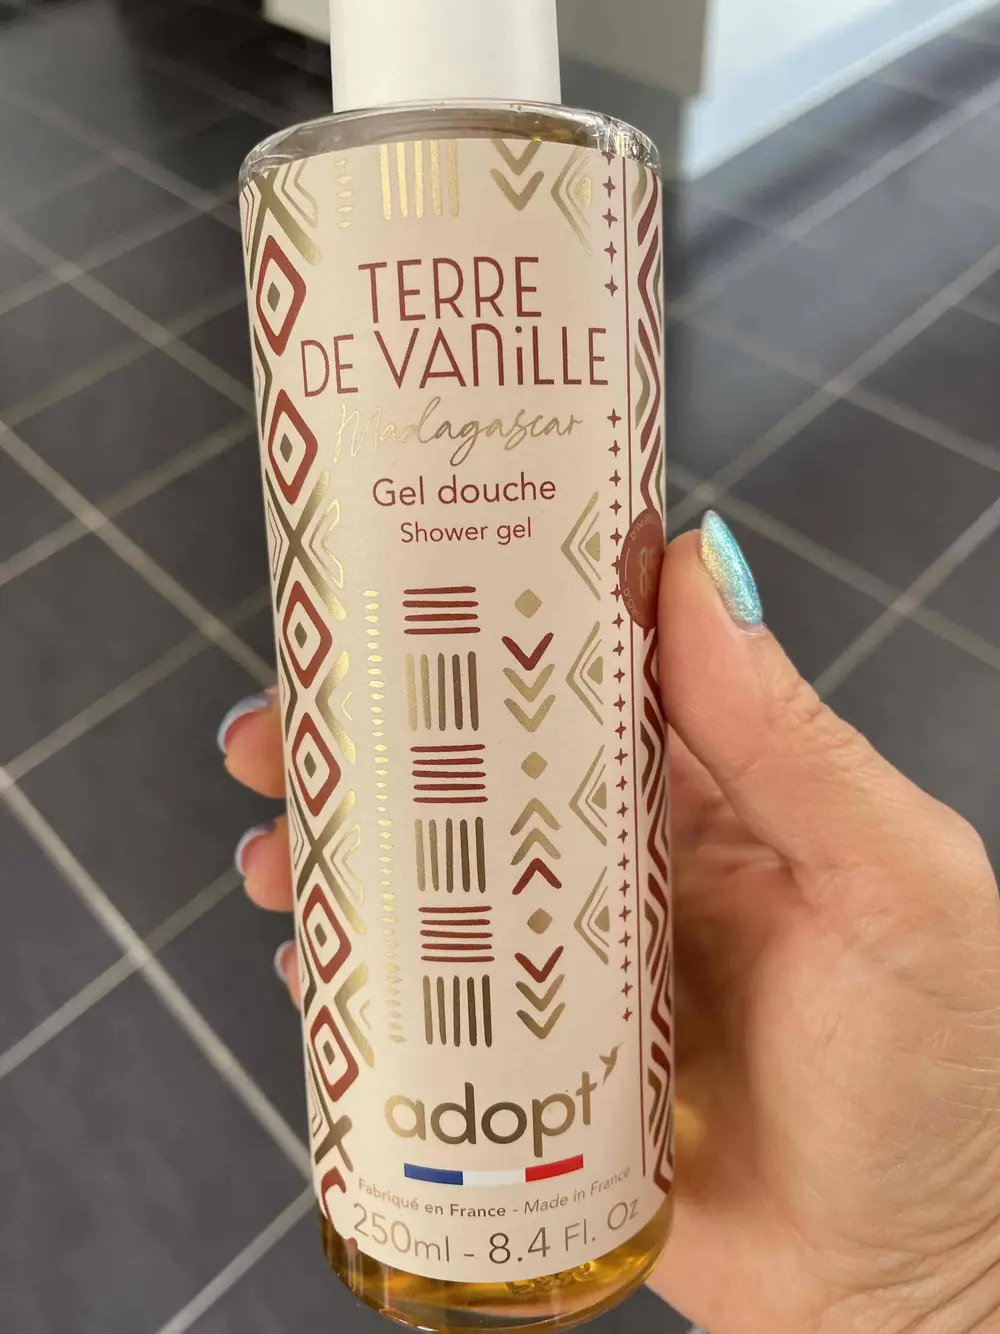 TERRE
DE VANiLLE
Madagascar
Gel douche
Shower gel
adopt'
Fabriqué en France - Made in France
250ml - 8.4 Fl. Oz